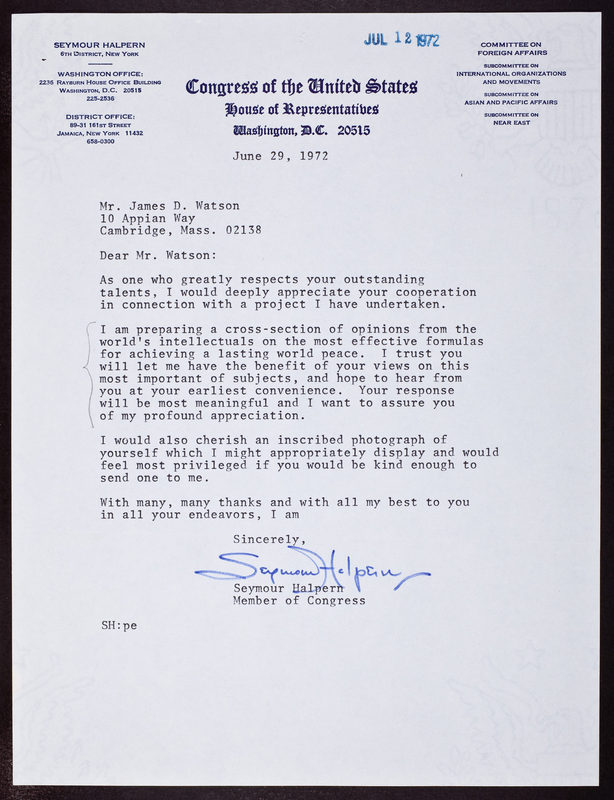 JUL 12 1972
SEYMOUR HALPERN
6TH DISTRICT, NEW YORK
WASHINGTON OFFICE:
2236 RAYBURN HOUSE OFFICE BUILDING
WASHINGTON, D.C. 20515
225-2536
DISTRICT OFFICE:
89-31 161ST STREET
JAMAICA, NEW YORK 11432
658-0300
Congress of the United States
House of Representatives
Washington, D.C. 20515
COMMITTEE ON
FOREIGN AFFAIRS
SUBCOMMITTEE ON
INTERNATIONAL ORGANIZATIONS
AND MOVEMENTS
SUBCOMMITTEE ON
ASIAN AND PACIFIC AFFAIRS
SUBCOMMITTEE ON
NEAR EAST
June 29, 1972
Mr. James D. Watson
10 Appian Way
Cambridge, Mass. 02138
Dear Mr. Watson:
As one who greatly respects your outstanding
talents, I would deeply appreciate your cooperation
in connection with a project I have undertaken.
I am preparing a cross-section of opinions from the
world's intellectuals on the most effective formulas
for achieving a lasting world peace. I trust you
will let me have the benefit of your views on this
most important of subjects, and hope to hear from
you at your earliest convenience. Your response
will be most meaningful and I want to assure you
of my profound appreciation.
I would also cherish an inscribed photograph of
yourself which I might appropriately display and would
feel most privileged if you would be kind enough to
send one to me.
With many, many thanks and with all my best to you
in all your endeavors, I am
Sincerely,
Seymour Halpern
Seymour Halpern
Member of Congress
SH:pe